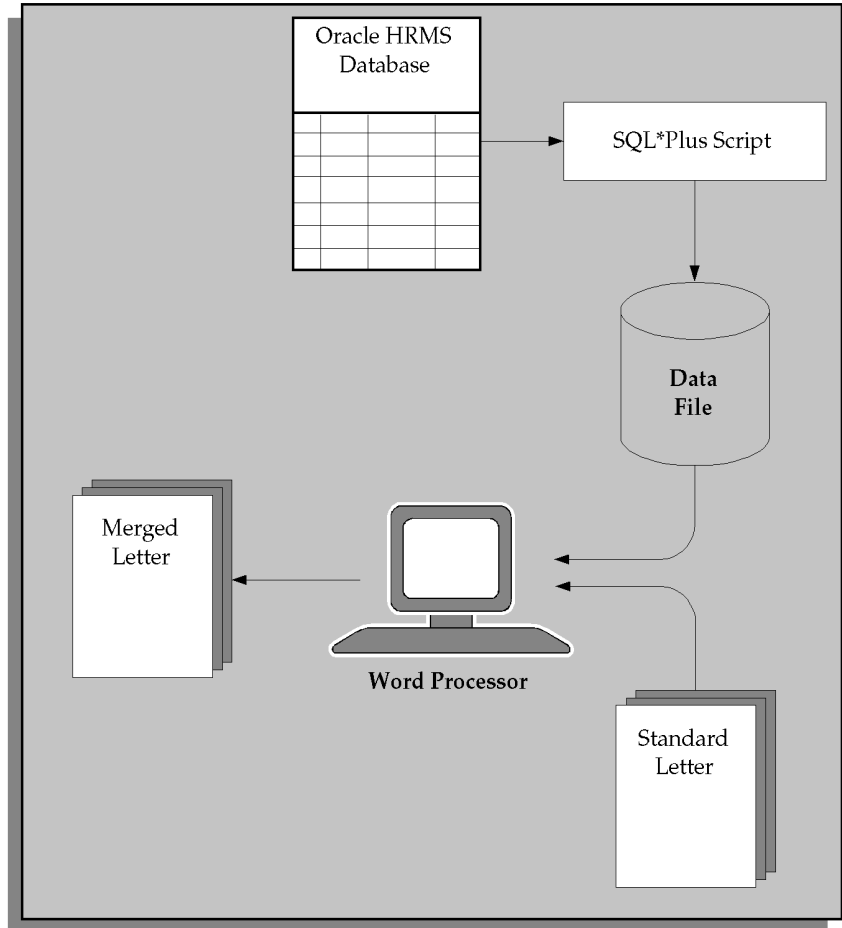 Oracle HRMS
Database
SQL*Plus Script
Data
File
Merged
Letter
Word Processor
Standard
Letter